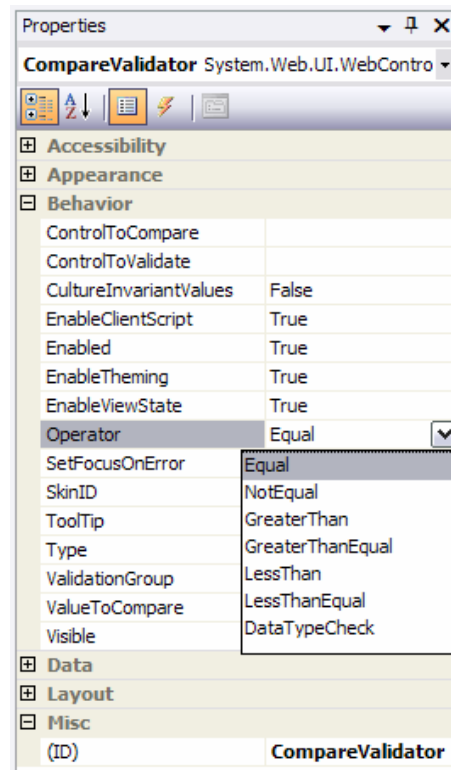 Properties
CompareValidator System.Web.UI.WebContro
A
Z
Accessibility
Appearance
Behavior
ControlToCompare
ControlToValidate
CultureInvariantValues False
EnableClientScript True
Enabled True
EnableTheming True
EnableViewState True
Operator Equal
SetFocusOnError Equal
SkinID NotEqual
ToolTip GreaterThan
Type GreaterThanEqual
ValidationGroup LessThan
ValueToCompare LessThanEqual
Visible DataTypeCheck
Data
Layout
Misc
(ID) CompareValidator